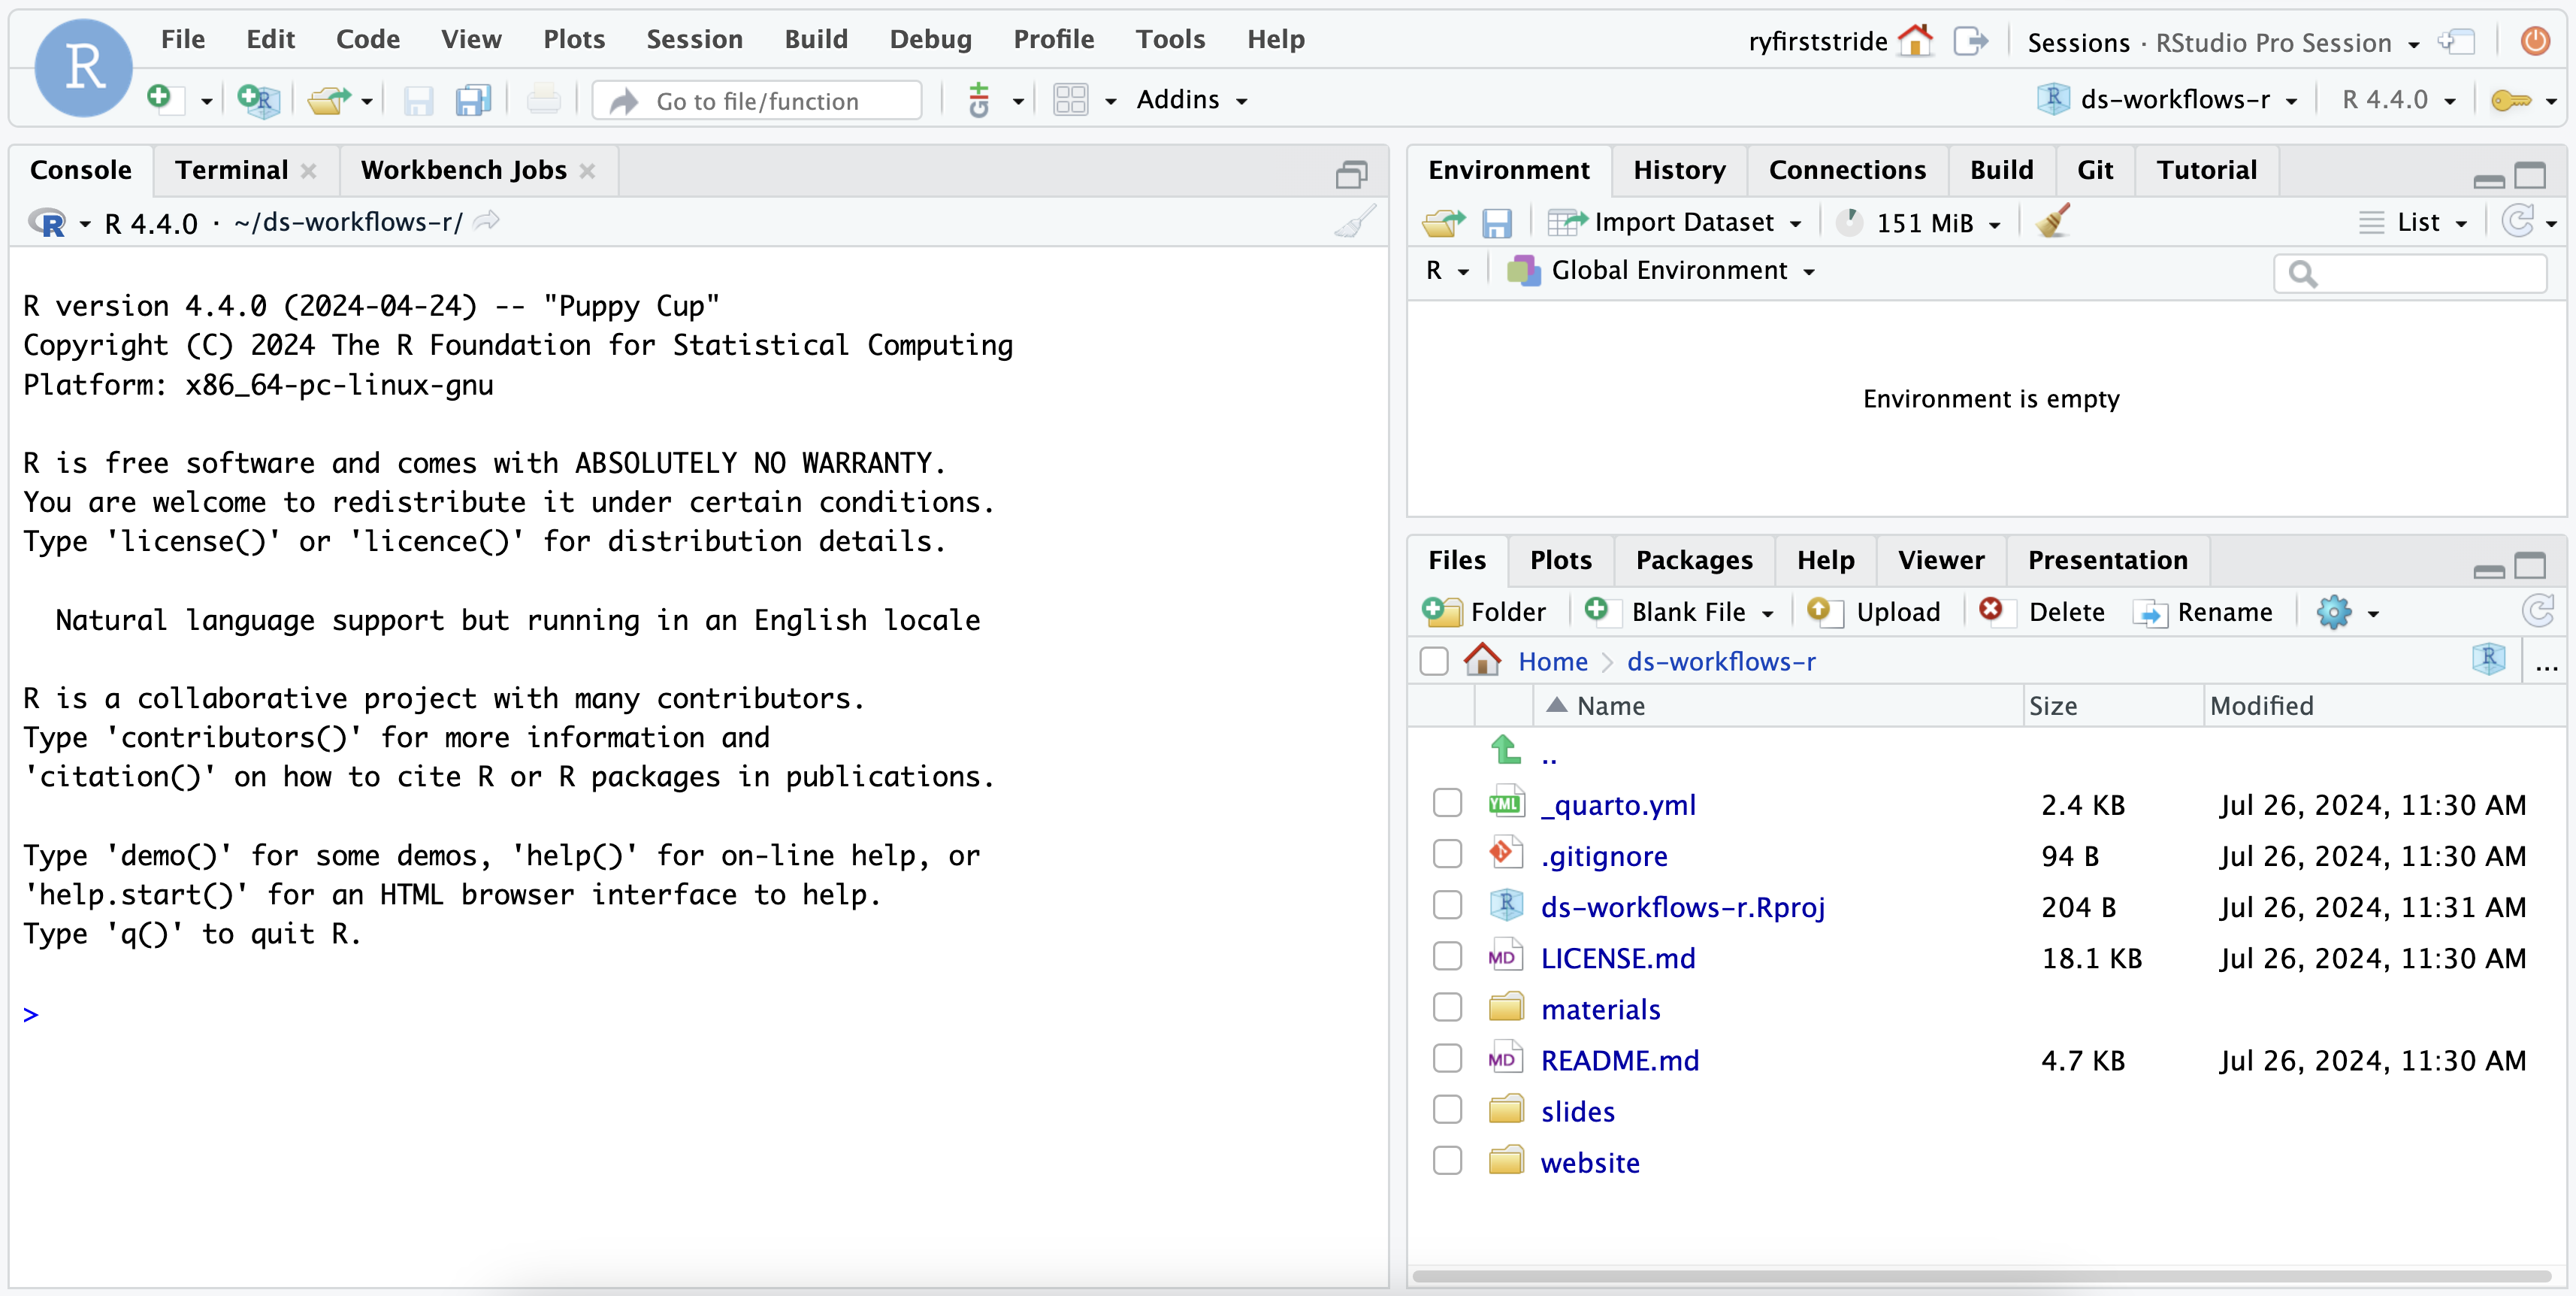 R
File Edit Code View Plots Session Build Debug Profile Tools Help
ryfirststride
Sessions · RStudio Pro Session
Go to file/function
Addins
ds-workflows-r
R 4.4.0
Console Terminal Workbench Jobs
R 4.4.0 · ~/ds-workflows-r/
R version 4.4.0 (2024-04-24) -- "Puppy Cup"
Copyright (C) 2024 The R Foundation for Statistical Computing
Platform: x86_64-pc-linux-gnu
R is free software and comes with ABSOLUTELY NO WARRANTY.
You are welcome to redistribute it under certain conditions.
Type 'license()' or 'licence()' for distribution details.
Natural language support but running in an English locale
R is a collaborative project with many contributors.
Type 'contributors()' for more information and
'citation()' on how to cite R or R packages in publications.
Type 'demo()' for some demos, 'help()' for on-line help, or
'help.start()' for an HTML browser interface to help.
Type 'q()' to quit R.
>
Environment History Connections Build Git Tutorial
Import Dataset 151 MiB List
R Global Environment
Environment is empty
Files Plots Packages Help Viewer Presentation
Folder Blank File Upload Delete Rename
Home ds-workflows-r ...
Name Size Modified
..
_quarto.yml 2.4 KB Jul 26, 2024, 11:30 AM
.gitignore 94 B Jul 26, 2024, 11:30 AM
ds-workflows-r.Rproj 204 B Jul 26, 2024, 11:31 AM
LICENSE.md 18.1 KB Jul 26, 2024, 11:30 AM
materials
README.md 4.7 KB Jul 26, 2024, 11:30 AM
slides
website